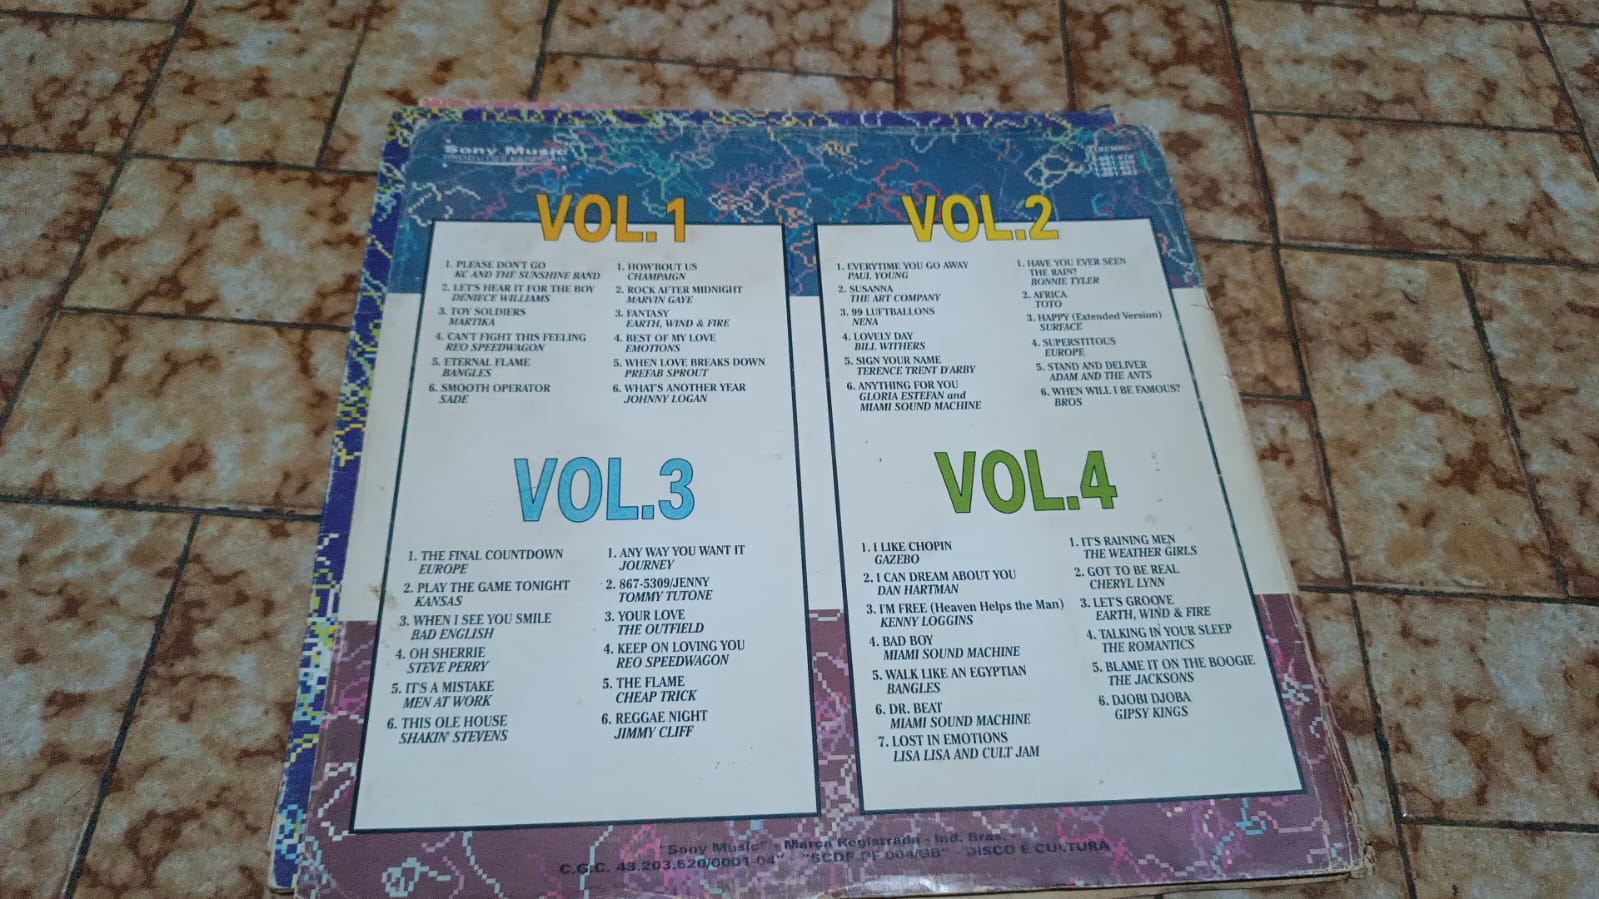 Sony Music
COLUMBIA
VOL.1
1. PLEASE DON'T GO
KC AND THE SUNSHINE BAND
2. LET'S HEAR IT FOR THE BOY
DENIECE WILLIAMS
3. TOY SOLDIERS
MARTIKA
4. CAN'T FIGHT THIS FEELING
REO SPEEDWAGON
5. ETERNAL FLAME
BANGLES
6. SMOOTH OPERATOR
SADE
1. HOW'BOUT US
CHAMPAIGN
2. ROCK AFTER MIDNIGHT
MARVIN GAYE
3. FANTASY
EARTH, WIND & FIRE
4. BEST OF MY LOVE
EMOTIONS
5. WHEN LOVE BREAKS DOWN
PREFAB SPROUT
6. WHAT'S ANOTHER YEAR
JOHNNY LOGAN
VOL.2
1. EVERYTIME YOU GO AWAY
PAUL YOUNG
2. SUSANNA
THE ART COMPANY
3. 99 LUFTBALLONS
NENA
4. LOVELY DAY
BILL WITHERS
5. SIGN YOUR NAME
TERENCE TRENT D'ARBY
6. ANYTHING FOR YOU
GLORIA ESTEFAN and
MIAMI SOUND MACHINE
1. HAVE YOU EVER SEEN
THE RAIN?
BONNIE TYLER
2. AFRICA
TOTO
3. HAPPY (Extended Version)
SURFACE
4. SUPERSTITOUS
EUROPE
5. STAND AND DELIVER
ADAM AND THE ANTS
6. WHEN WILL I BE FAMOUS?
BROS
VOL.3
1. THE FINAL COUNTDOWN
EUROPE
2. PLAY THE GAME TONIGHT
KANSAS
3. WHEN I SEE YOU SMILE
BAD ENGLISH
4. OH SHERRIE
STEVE PERRY
5. IT'S A MISTAKE
MEN AT WORK
6. THIS OLE HOUSE
SHAKIN' STEVENS
1. ANY WAY YOU WANT IT
JOURNEY
2. 867-5309/JENNY
TOMMY TUTONE
3. YOUR LOVE
THE OUTFIELD
4. KEEP ON LOVING YOU
REO SPEEDWAGON
5. THE FLAME
CHEAP TRICK
6. REGGAE NIGHT
JIMMY CLIFF
VOL.4
1. I LIKE CHOPIN
GAZEBO
2. I CAN DREAM ABOUT YOU
DAN HARTMAN
3. I'M FREE (Heaven Helps the Man)
KENNY LOGGINS
4. BAD BOY
MIAMI SOUND MACHINE
5. WALK LIKE AN EGYPTIAN
BANGLES
6. DR. BEAT
MIAMI SOUND MACHINE
7. LOST IN EMOTIONS
LISA LISA AND CULT JAM
1. IT'S RAINING MEN
THE WEATHER GIRLS
2. GOT TO BE REAL
CHERYL LYNN
3. LET'S GROOVE
EARTH, WIND & FIRE
4. TALKING IN YOUR SLEEP
THE ROMANTICS
5. BLAME IT ON THE BOOGIE
THE JACKSONS
6. DJOBI DJOBA
GIPSY KINGS
"Sony Music" - Marca Registrada - Ind. Bras. -
C.G.C. 43.203.520/0001-04 - "SCDP PF 004/GB" - DISCO É CULTURA